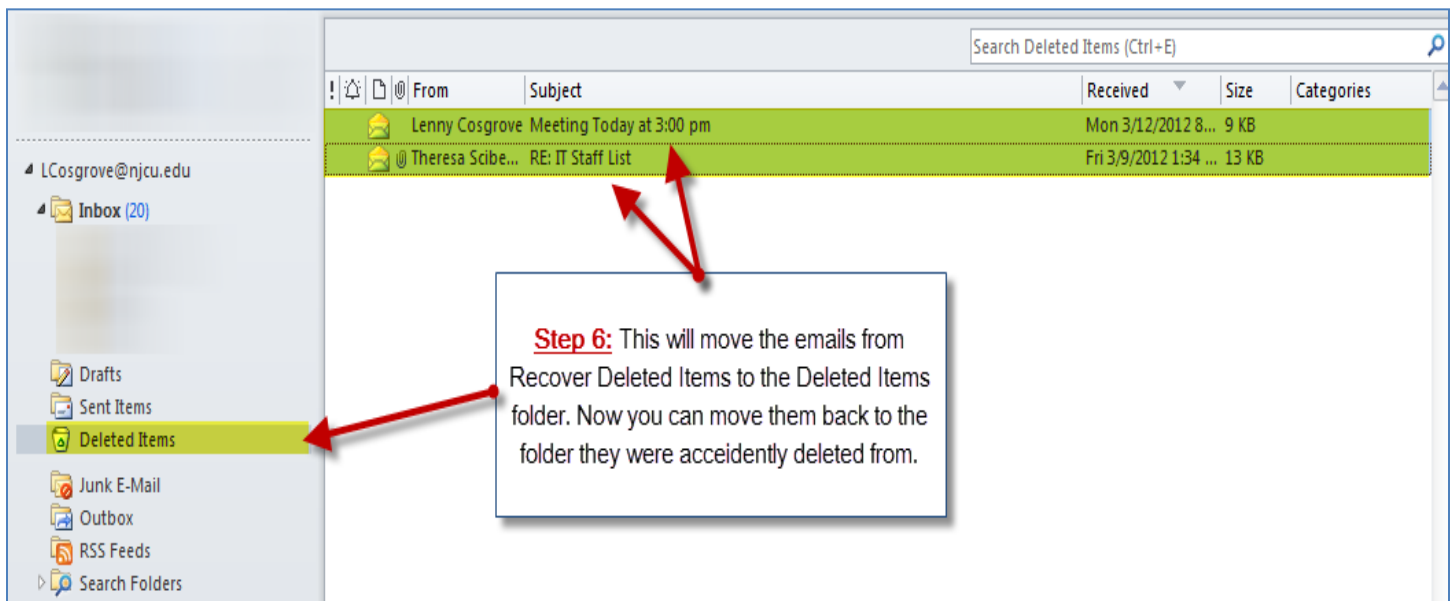 Search Deleted Items (Ctrl+E)
! From Subject Received Size Categories
Lenny Cosgrove Meeting Today at 3:00 pm Mon 3/12/2012 8... 9 KB
Theresa Scibe... RE: IT Staff List Fri 3/9/2012 1:34 ... 13 KB
LCosgrove@njcu.edu
Inbox (20)
Drafts
Sent Items
Deleted Items
Junk E-Mail
Outbox
RSS Feeds
Search Folders
Step 6: This will move the emails from
Recover Deleted Items to the Deleted Items
folder. Now you can move them back to the
folder they were acceidently deleted from.